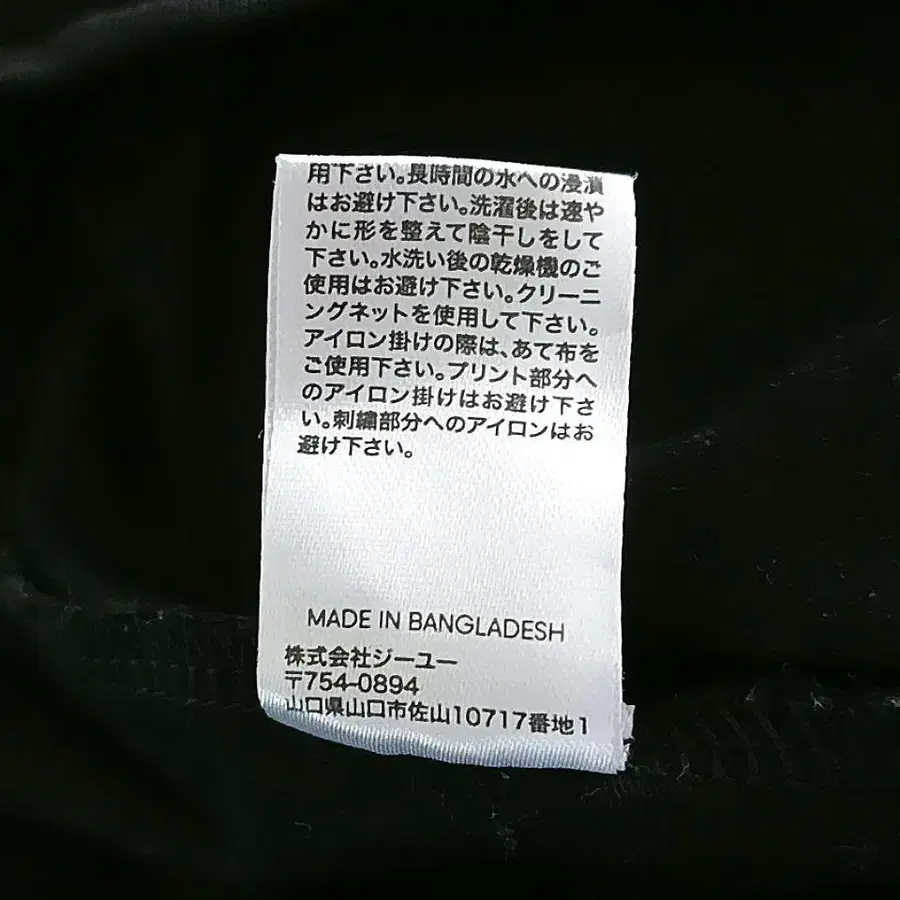 用下さい。長時間の水への浸漬
はお避け下さい。洗濯後は速や
かに形を整えて陰干しをして
下さい。水洗い後の乾燥機のご
使用はお避け下さい。クリーニ
ングネットを使用して下さい。
アイロン掛けの際は、あて布を
ご使用下さい。プリント部分へ
のアイロン掛けはお避け下さ
い。刺繍部分へのアイロンはお
避け下さい。
MADE IN BANGLADESH
株式会社ジーユー
〒754-0894
山口県山口市佐山10717番地1